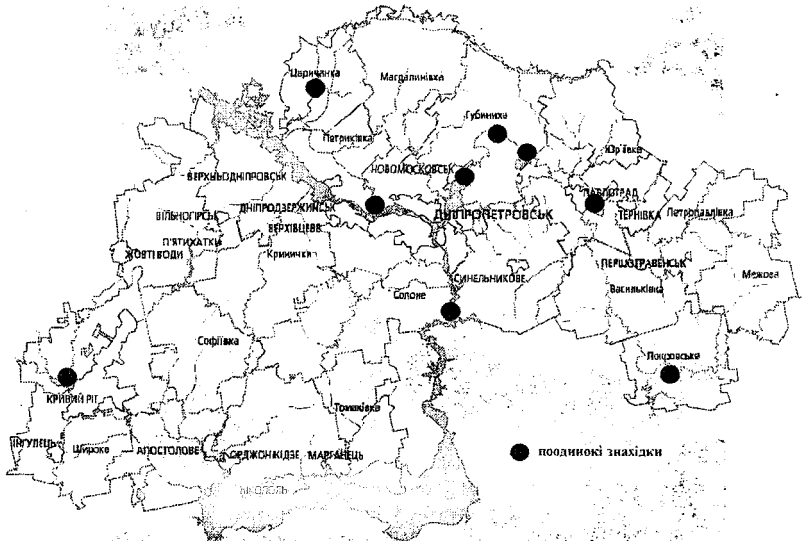 Царичанка
Магдалинівка
Губиниха
Юр'ївка
Петриківка
НОВОМОСКОВСЬК
ВЕРХНЬОДНІПРОВСЬК
ПАВЛОГРАД
ДНІПРОДЗЕРЖИНСЬК
ДНІПРОПЕТРОВСЬК
ТЕРНІВКА
Петропавлівка
ВІЛЬНОГІРСЬК
ВЕРХІВЦЕВЕ
П'ЯТИХАТКИ
ЖОВТІ ВОДИ
Кринички
ПЕРШОТРАВЕНСЬК
СИНЕЛЬНИКОВЕ
Межова
Солоне
Васильківка
Софіївка
Покровське
КРИВИЙ РІГ
Томаківка
ІНГУЛЕЦЬ
Широке
АПОСТОЛОВЕ
ОРДЖОНІКІДЗЕ
МАРГАНЕЦЬ
поодинокі знахідки
НІКОПОЛЬ